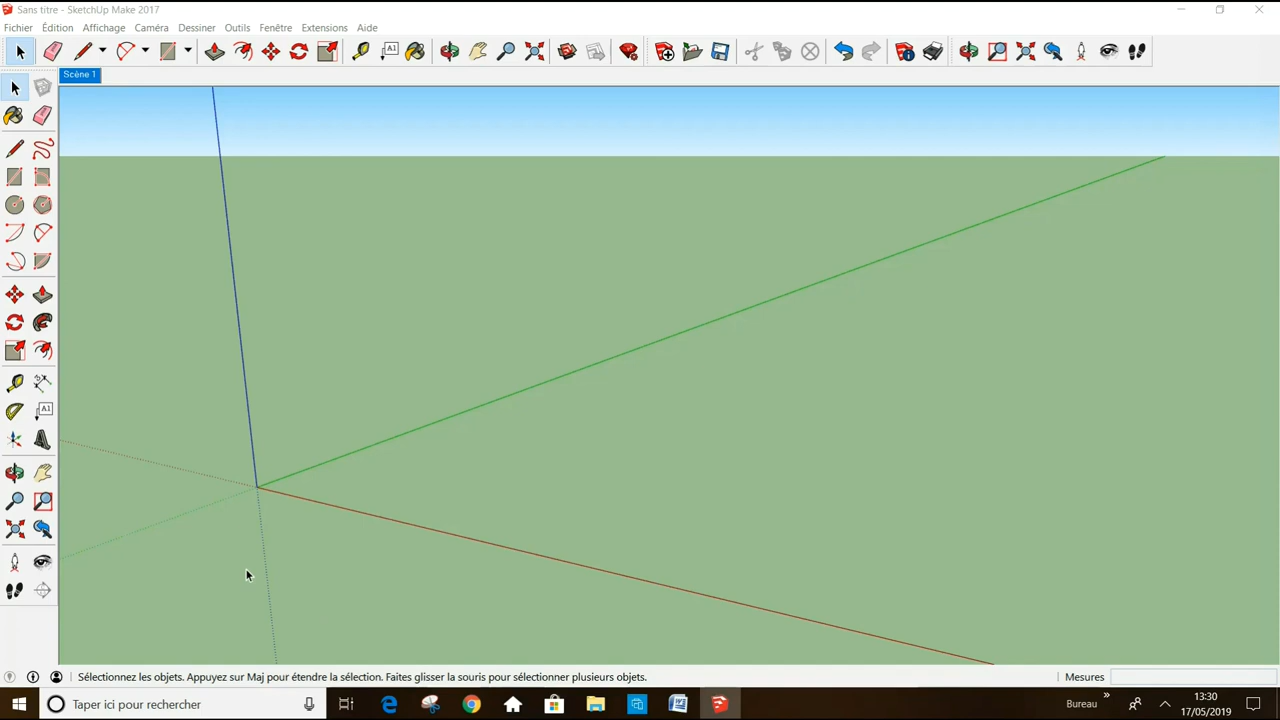 Sans titre - SketchUp Make 2017
Fichier Édition Affichage Caméra Dessiner Outils Fenêtre Extensions Aide
A1
Scène 1
A1
Sélectionnez les objets. Appuyez sur Maj pour étendre la sélection. Faites glisser la souris pour sélectionner plusieurs objets.
Mesures
Taper ici pour rechercher
Bureau
13:30
17/05/2019